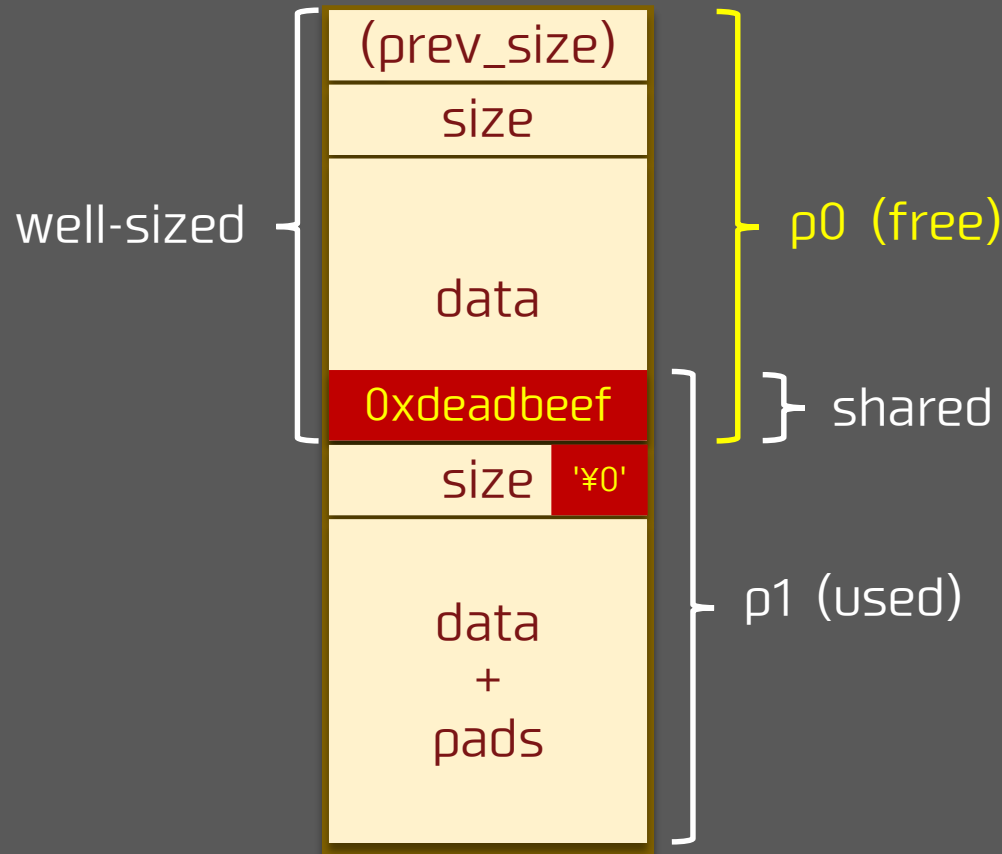 (prev_size)
size
well-sized
p0 (free)
data
0xdeadbeef
shared
size
'¥0'
p1 (used)
data
+
pads